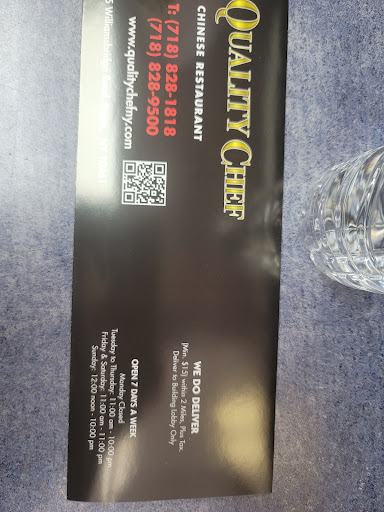 QUALITY CHEF
CHINESE RESTAURANT
T: (718) 828-1818
(718) 828-9500
www.qualitychefny.com
WE DO DELIVER
(Min. $15) within 2 Miles, Plus Tax.
Deliver to Building Lobby Only
OPEN 7 DAYS A WEEK
Monday Closed
Tuesday to Thursday: 11:00 am - 10:00 pm
Friday & Saturday: 11:00 am - 11:00 pm
Sunday: 12:00 noon - 10:00 pm